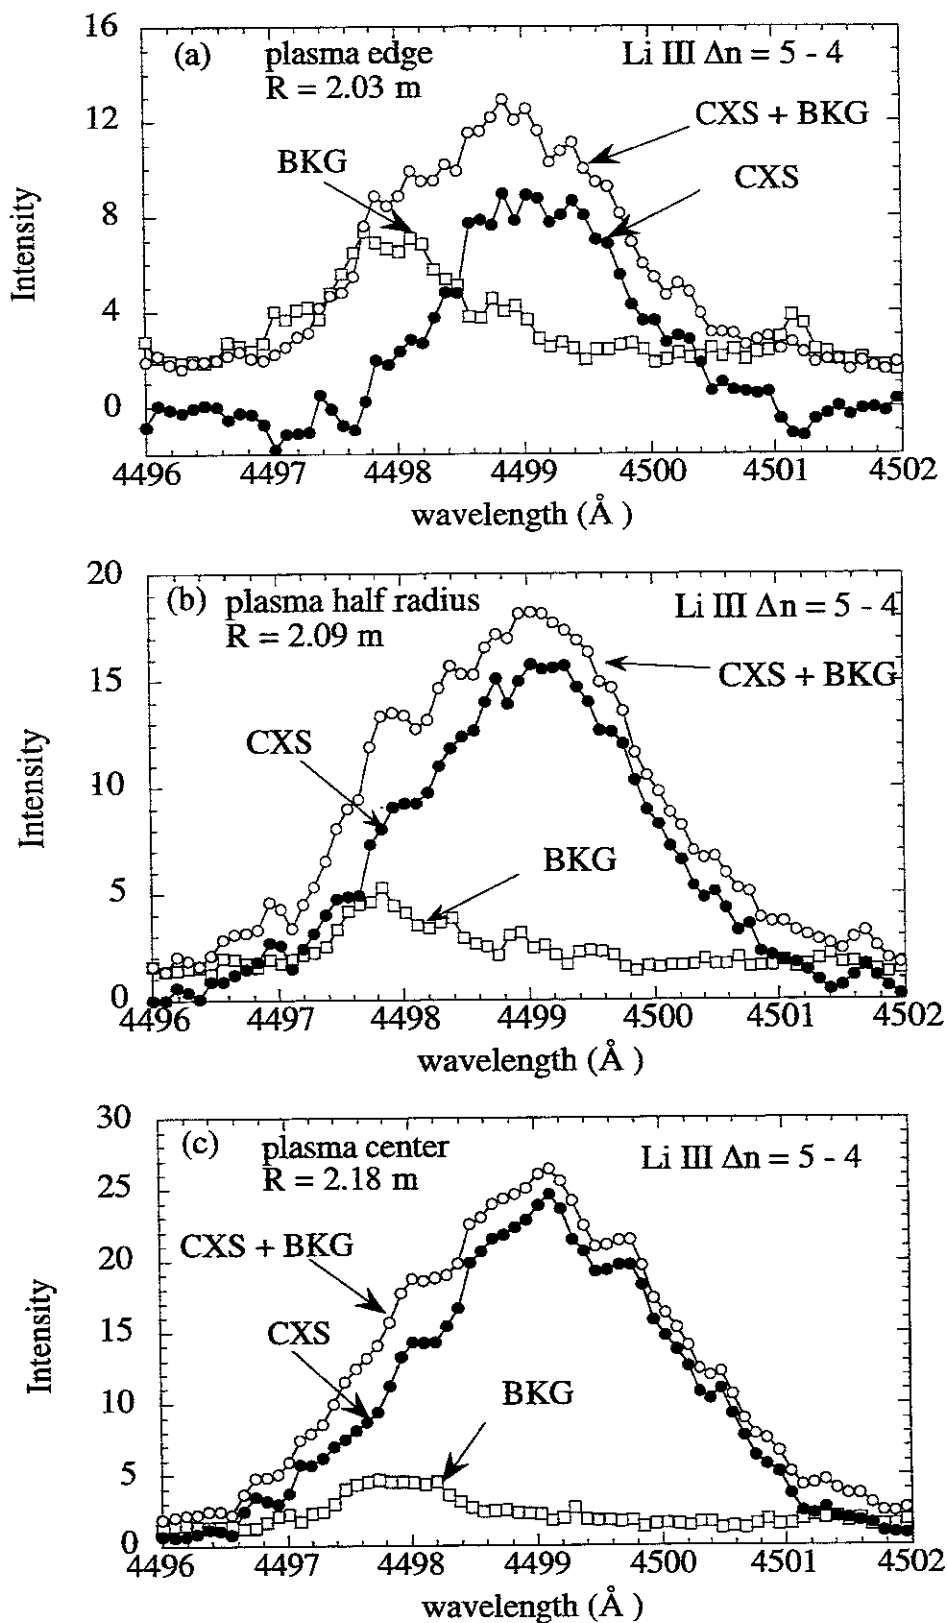 16
(a) plasma edge Li III Δn = 5 - 4
R = 2.03 m
12
CXS + BKG
BKG
CXS
8
4
0
Intensity
4496 4497 4498 4499 4500 4501 4502
wavelength (Å )
20
(b) plasma half radius Li III Δn = 5 - 4
R = 2.09 m
CXS + BKG
15
CXS
10
BKG
5
0
Intensity
4496 4497 4498 4499 4500 4501 4502
wavelength (Å )
30
(c) plasma center Li III Δn = 5 - 4
R = 2.18 m
25
CXS + BKG
20
CXS
15
BKG
10
5
0
Intensity
4496 4497 4498 4499 4500 4501 4502
wavelength (Å )